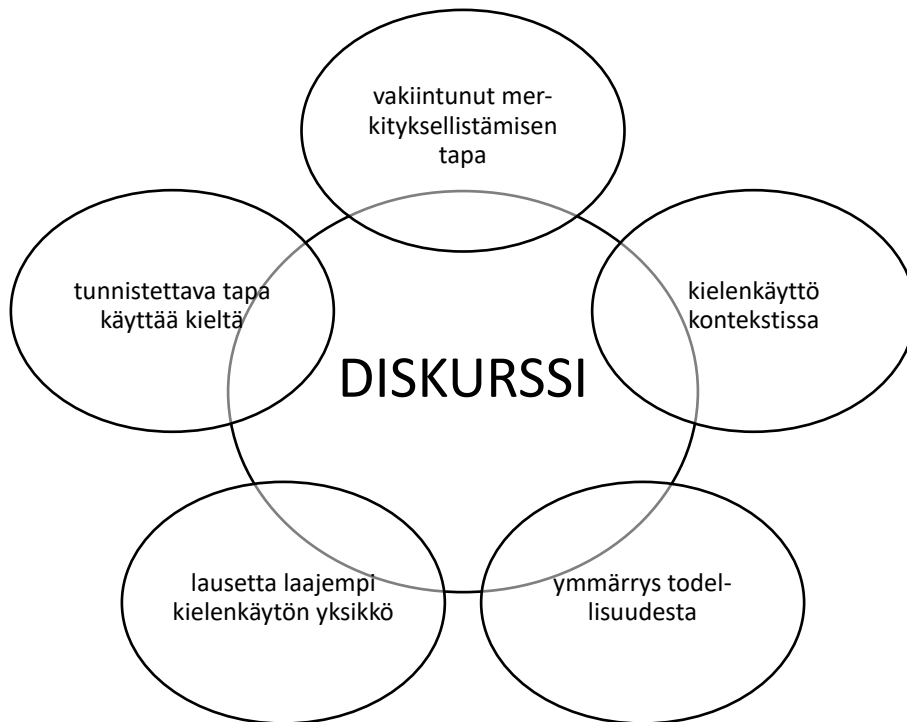 vakiintunut mer-
kityksellistämisen
tapa
tunnistettava tapa
käyttää kieltä
kielenkäyttö
kontekstissa
DISKURSSI
lausetta laajempi
kielenkäytön yksikkö
ymmärrys todel-
lisuudesta